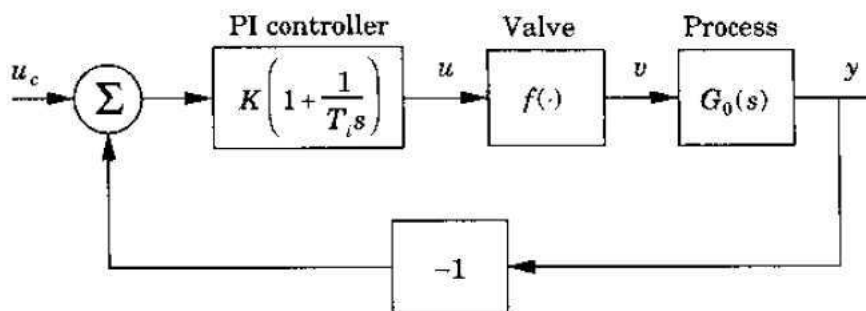 PI controller Valve Process
u_c Σ K(1+1/T_i s) u f(·) v G_0(s) y
-1